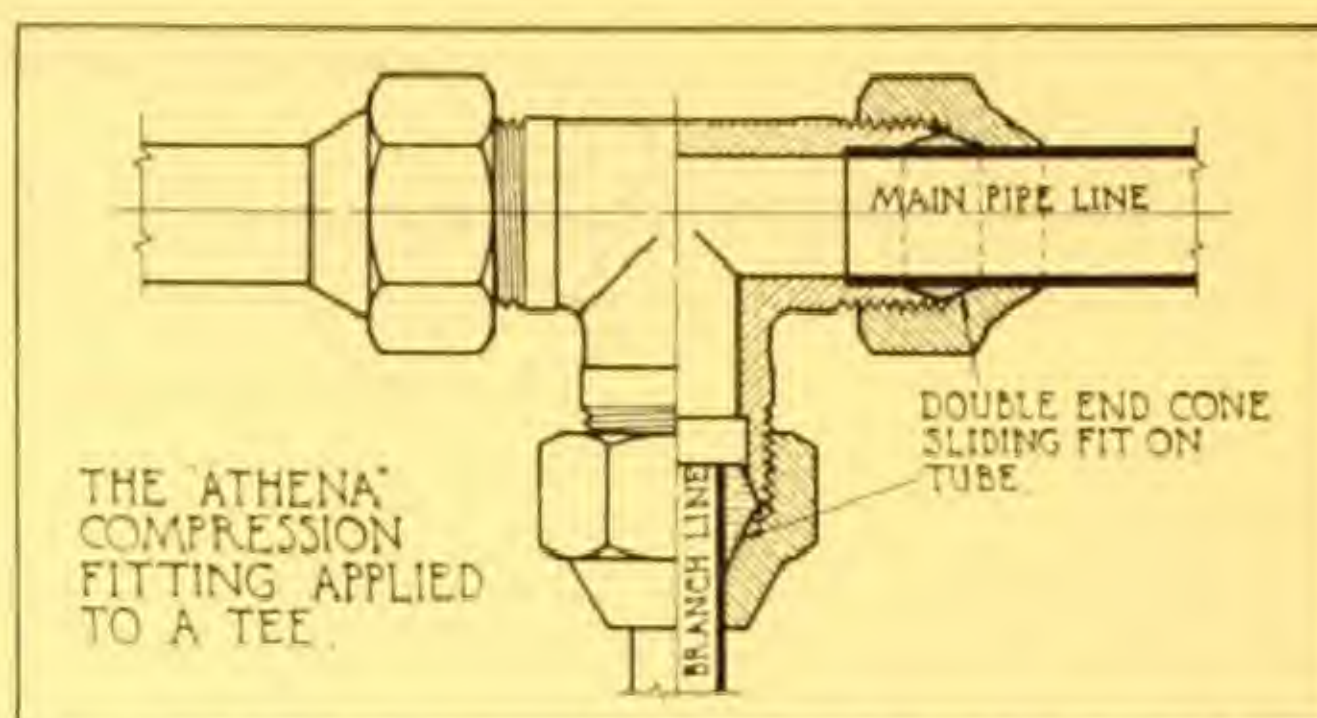 MAIN PIPE LINE
DOUBLE END CONE
SLIDING FIT ON
TUBE.
BRANCH LINE
THE "ATHENA"
COMPRESSION
FITTING APPLIED
TO A TEE.